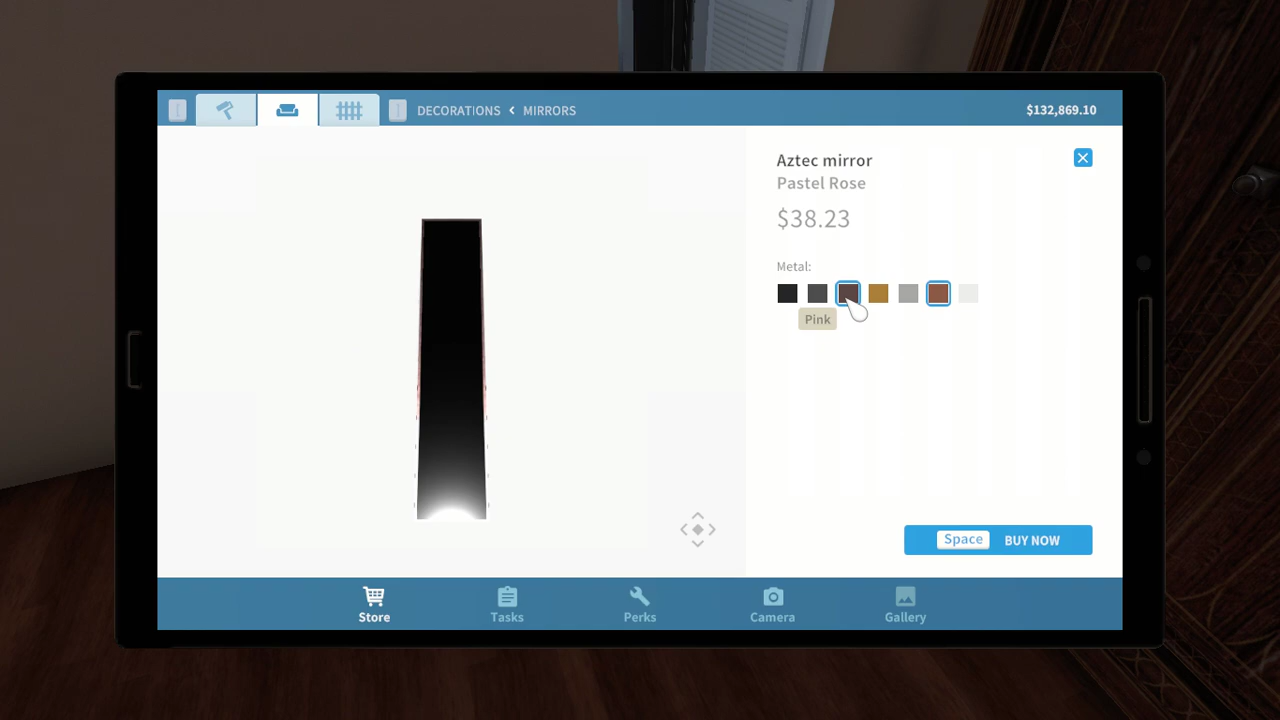 DECORATIONS < MIRRORS
$132,869.10
Aztec mirror
Pastel Rose
$38.23
Metal:
Pink
Space BUY NOW
Store
Tasks
Perks
Camera
Gallery